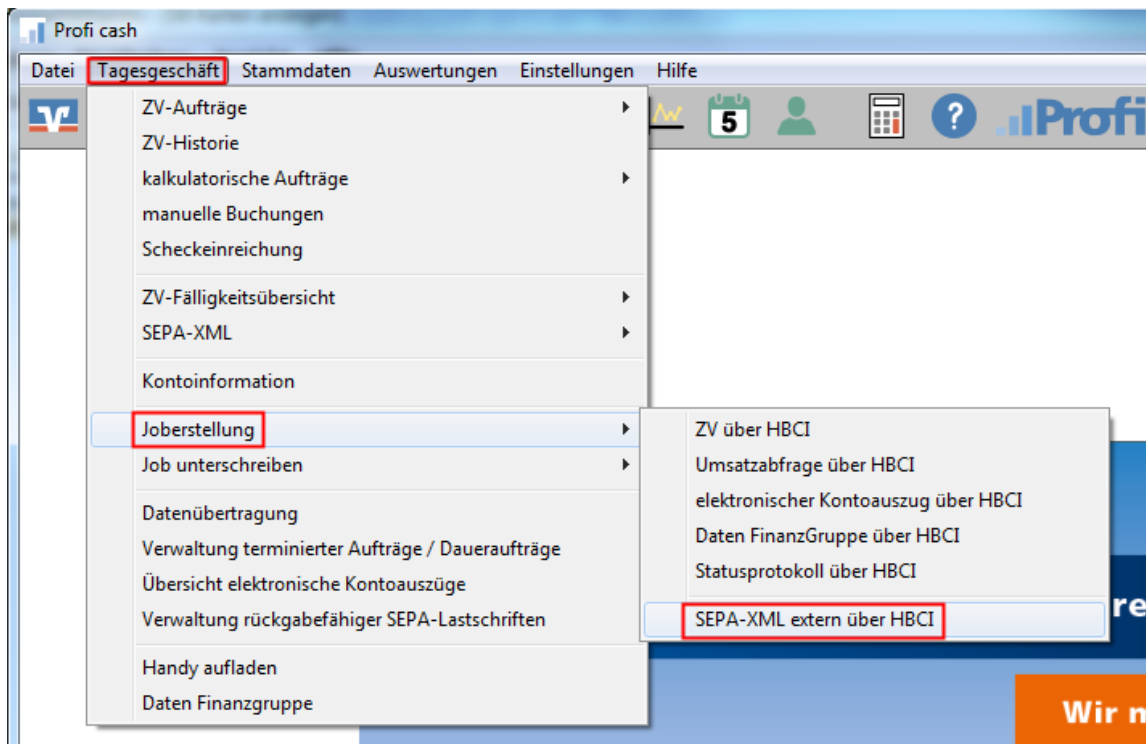 Profi cash
Datei Tagesgeschäft Stammdaten Auswertungen Einstellungen Hilfe
5 ? Profi
ZV-Aufträge
ZV-Historie
kalkulatorische Aufträge
manuelle Buchungen
Scheckeinreichung
ZV-Fälligkeitsübersicht
SEPA-XML
Kontoinformation
Joberstellung
Job unterschreiben
Datenübertragung
Verwaltung terminierter Aufträge / Daueraufträge
Übersicht elektronische Kontoauszüge
Verwaltung rückgabefähiger SEPA-Lastschriften
Handy aufladen
Daten Finanzgruppe
ZV über HBCI
Umsatzabfrage über HBCI
elektronischer Kontoauszug über HBCI
Daten FinanzGruppe über HBCI
Statusprotokoll über HBCI
SEPA-XML extern über HBCI
re
Wir